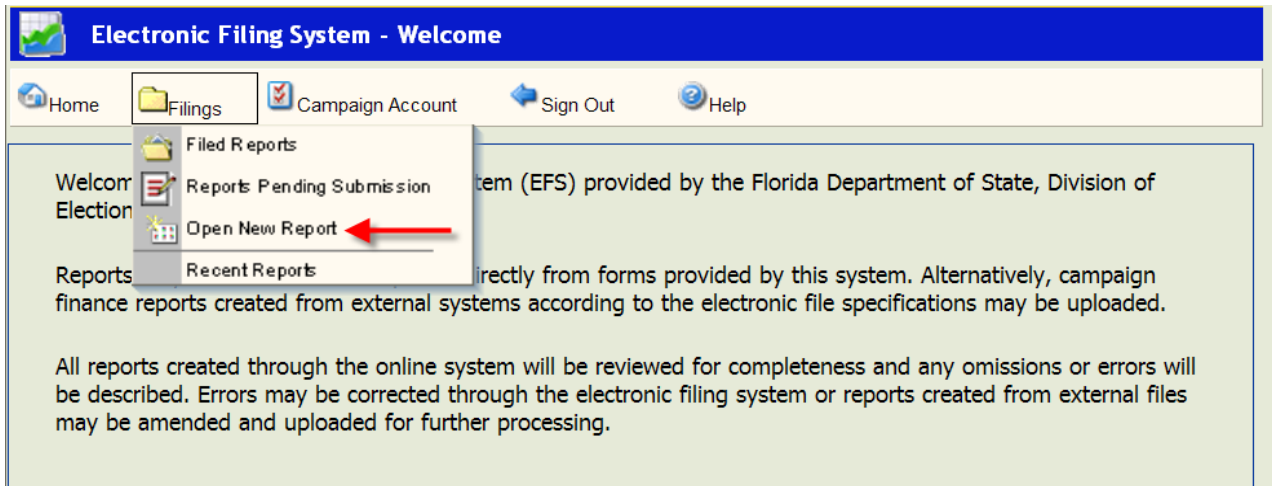 Electronic Filing System - Welcome
Home Filings Campaign Account Sign Out Help
Filed Reports
Reports Pending Submission
Open New Report
Recent Reports
Welcom tem (EFS) provided by the Florida Department of State, Division of
Election
Reports irectly from forms provided by this system. Alternatively, campaign
finance reports created from external systems according to the electronic file specifications may be uploaded.
All reports created through the online system will be reviewed for completeness and any omissions or errors will
be described. Errors may be corrected through the electronic filing system or reports created from external files
may be amended and uploaded for further processing.